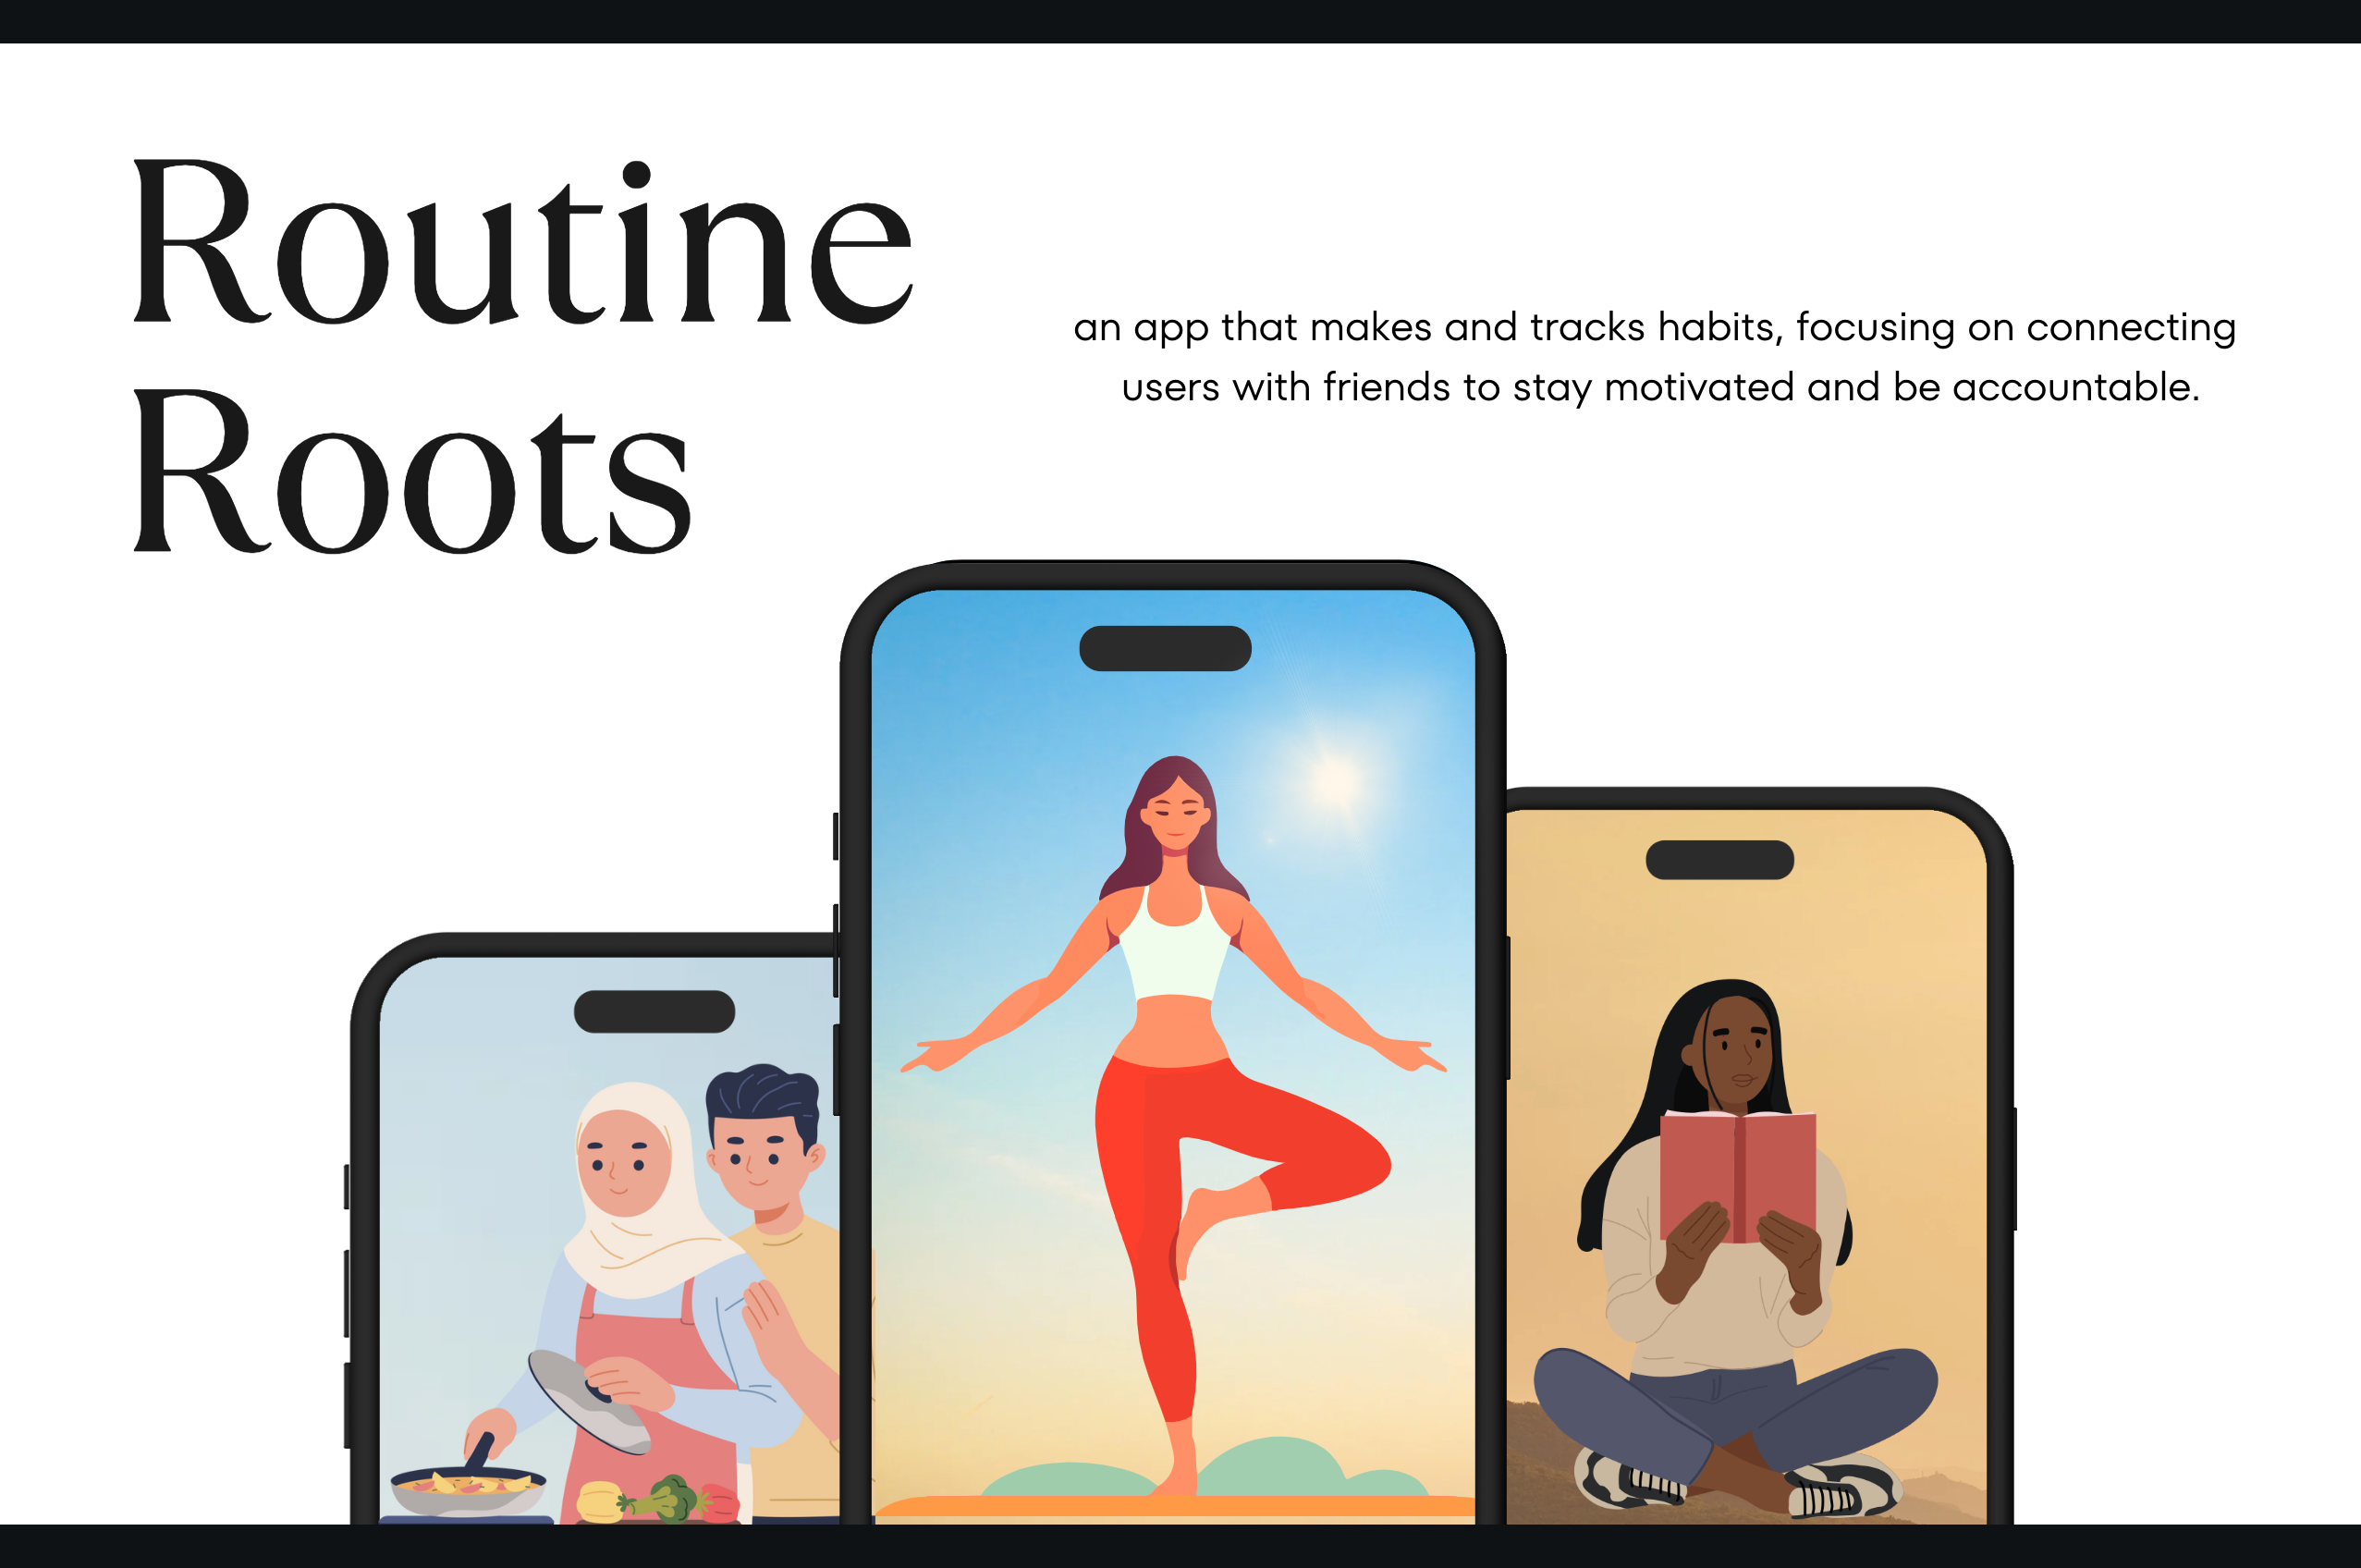 Routine
Roots
an app that makes and tracks habits, focusing on connecting
users with friends to stay motivated and be accountable.